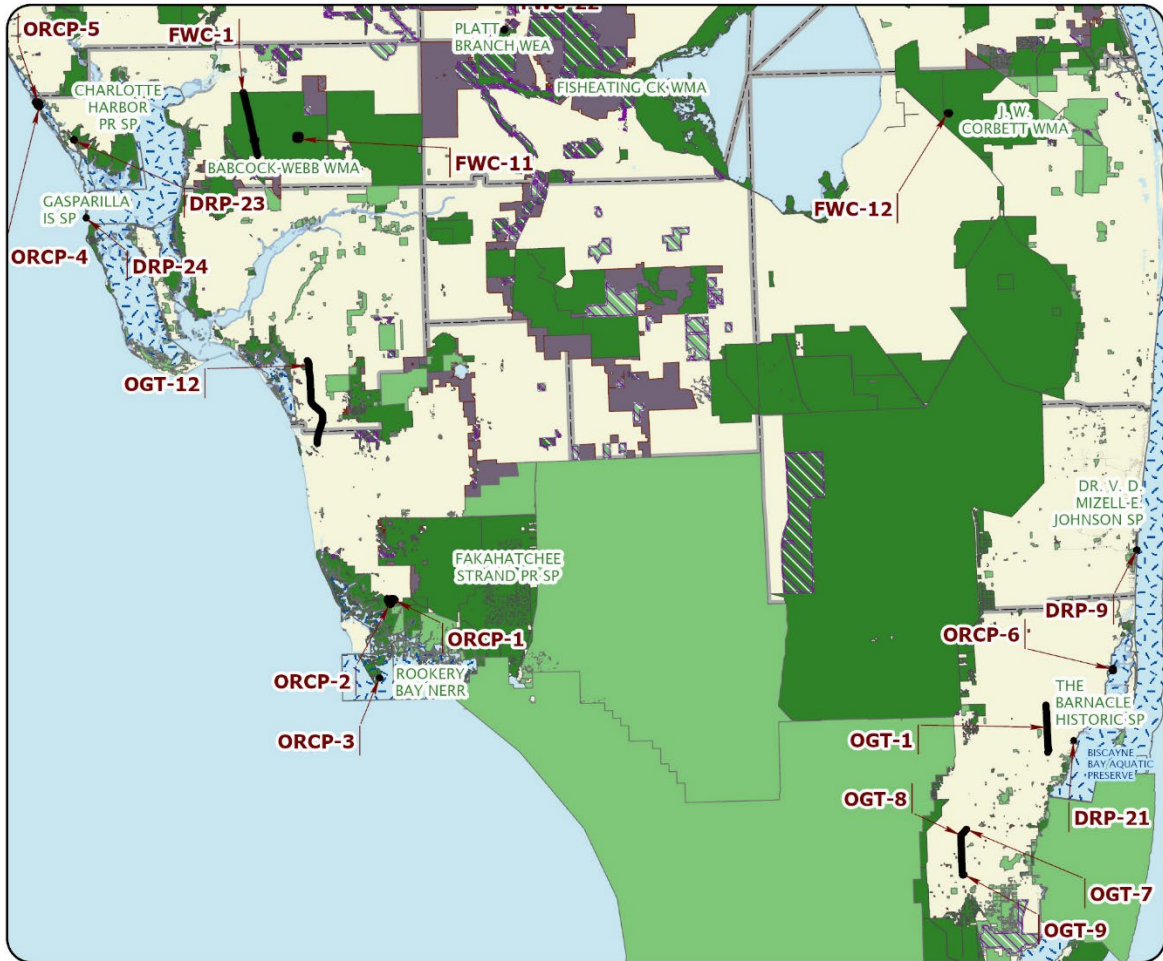 FWC-22
ORCP-5
FWC-1
PLATT
BRANCH WEA
CHARLOTTE
HARBOR
PR SP
FISHEATING CK WMA
J. W.
CORBETT WMA
BABCOCK-WEBB WMA
FWC-11
GASPARILLA
IS SP
DRP-23
FWC-12
ORCP-4
DRP-24
OGT-12
DR. V. D.
MIZELL-E.
JOHNSON SP
FAKAHATCHEE
STRAND PR SP
DRP-9
ORCP-1
ORCP-6
ORCP-2
ROOKERY
BAY NERR
THE
BARNACLE
HISTORIC SP
ORCP-3
OGT-1
BISCAYNE
BAY AQUATIC
PRESERVE
OGT-8
DRP-21
OGT-7
OGT-9